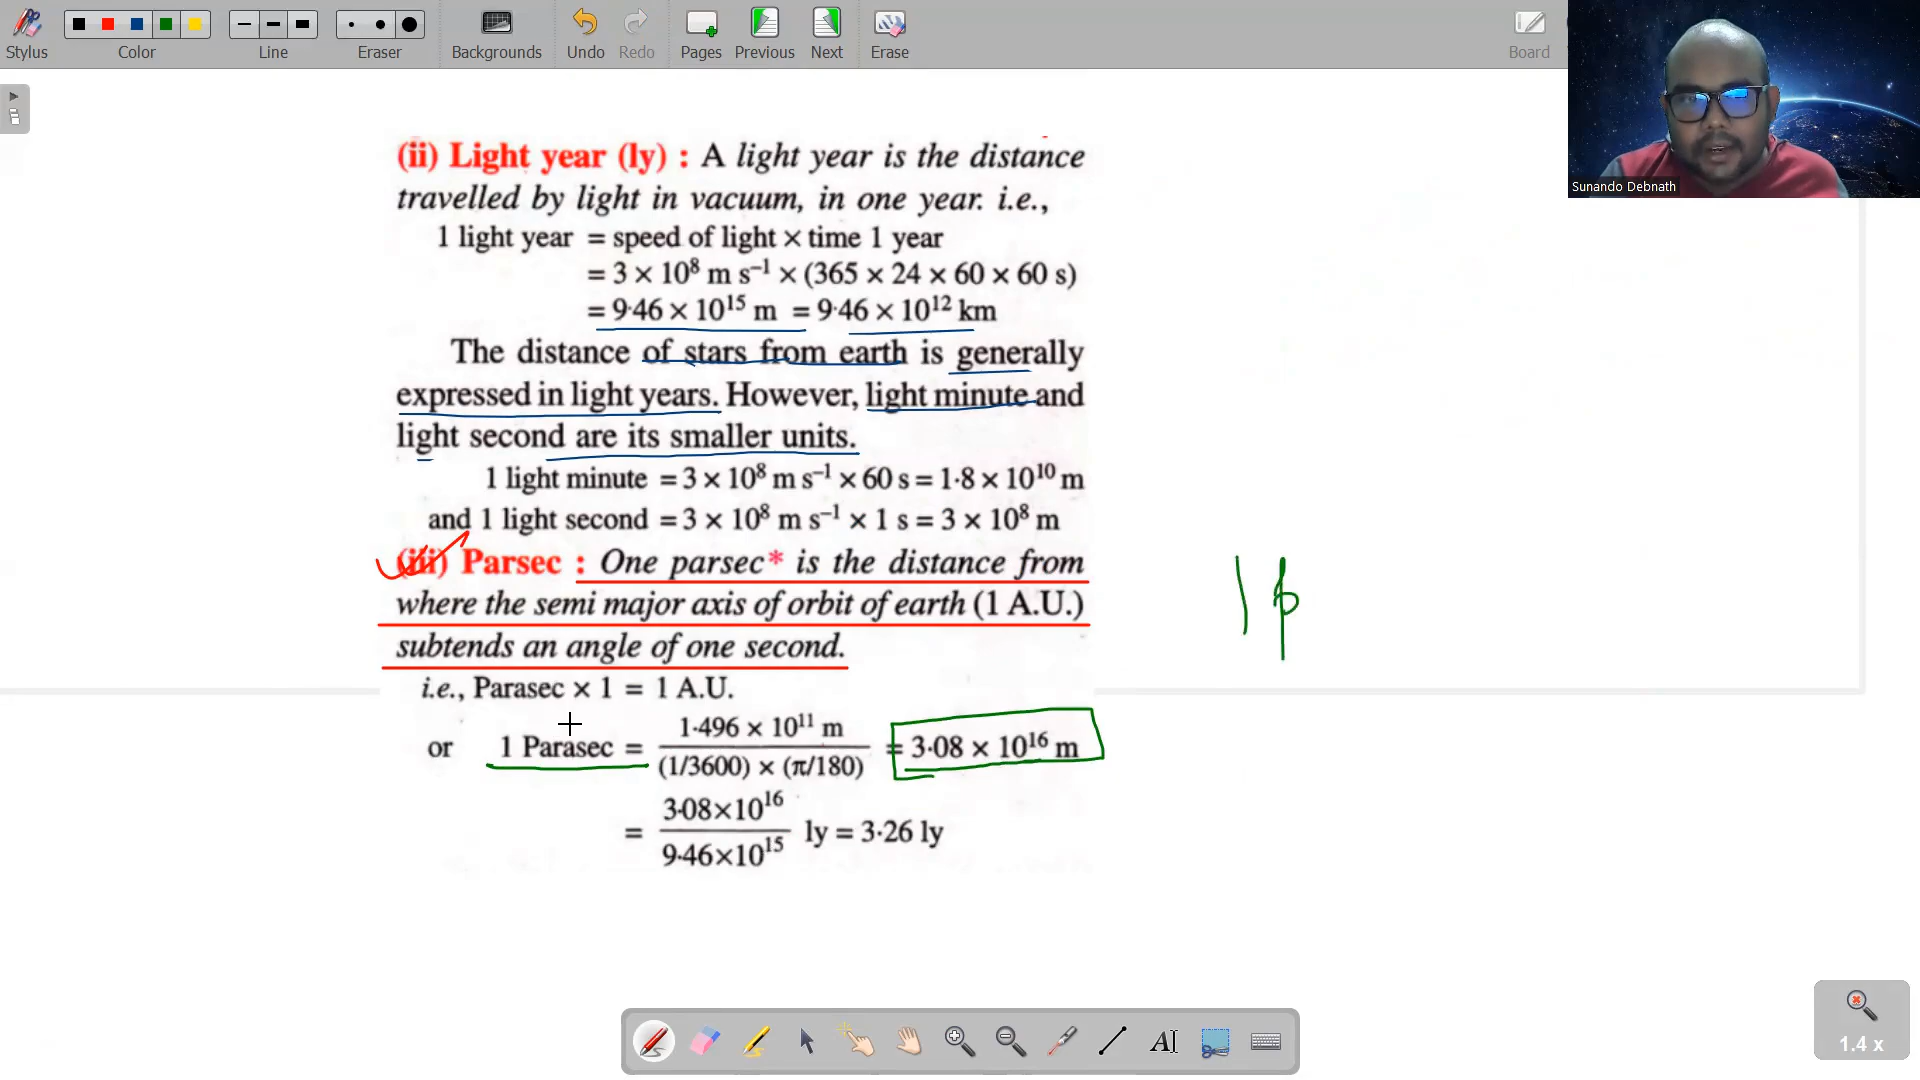 Stylus Color Line Eraser Backgrounds Undo Redo Pages Previous Next Erase Board
Sunando Debnath
(ii) Light year (ly) : A light year is the distance
travelled by light in vacuum, in one year. i.e.,
1 light year = speed of light × time 1 year
= 3 × 10⁸ m s⁻¹ × (365 × 24 × 60 × 60 s)
= 9·46 × 10¹⁵ m = 9·46 × 10¹² km
The distance of stars from earth is generally
expressed in light years. However, light minute and
light second are its smaller units.
1 light minute = 3 × 10⁸ m s⁻¹ × 60 s = 1·8 × 10¹⁰ m
and 1 light second = 3 × 10⁸ m s⁻¹ × 1 s = 3 × 10⁸ m
(iii) Parsec : One parsec* is the distance from
where the semi major axis of orbit of earth (1 A.U.)
subtends an angle of one second.
1 p
i.e., Parasec × 1 = 1 A.U.
or 1 Parasec = 1·496 × 10¹¹ m / (1/3600) × (π/180) = 3·08 × 10¹⁶ m
= 3·08×10¹⁶ / 9·46×10¹⁵ ly = 3·26 ly
1.4 x